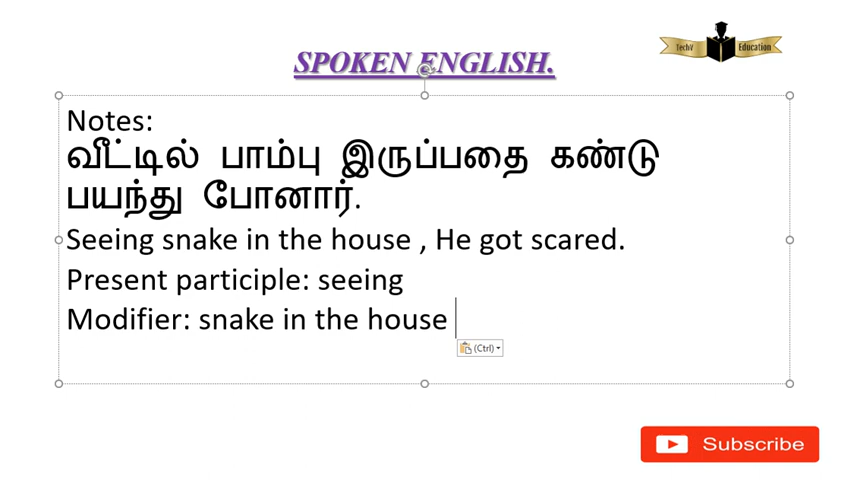 SPOKEN ENGLISH.
TechV Education
Notes:
வீட்டில் பாம்பு இருப்பதை கண்டு
பயந்து போனார்.
Seeing snake in the house , He got scared.
Present participle: seeing
Modifier: snake in the house
(Ctrl)
Subscribe